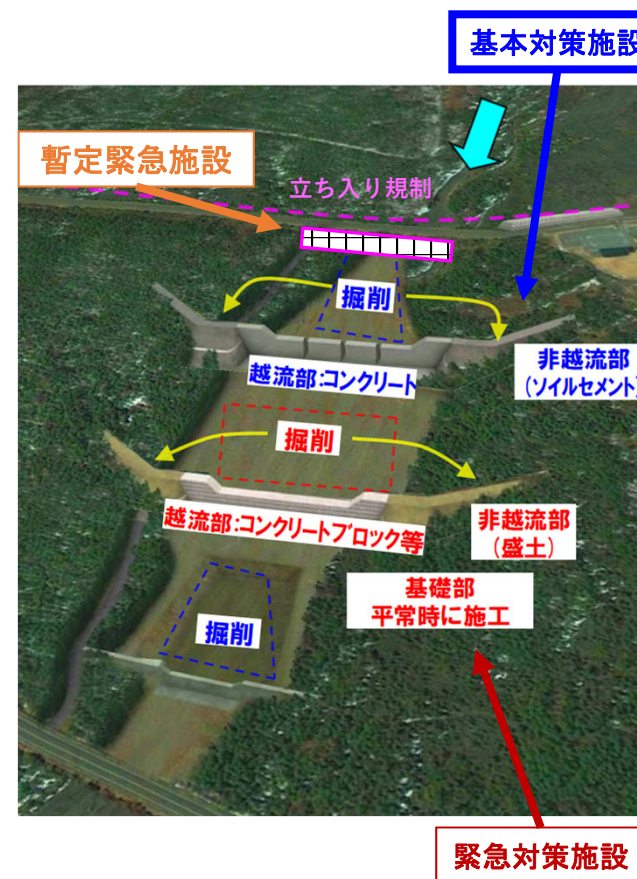 基本対策施設
暫定緊急施設
立ち入り規制
掘削
越流部:コンクリート
非越流部
(ソイルセメント)
掘削
越流部:コンクリートブロック等
非越流部
(盛土)
基礎部
平常時に施工
掘削
緊急対策施設